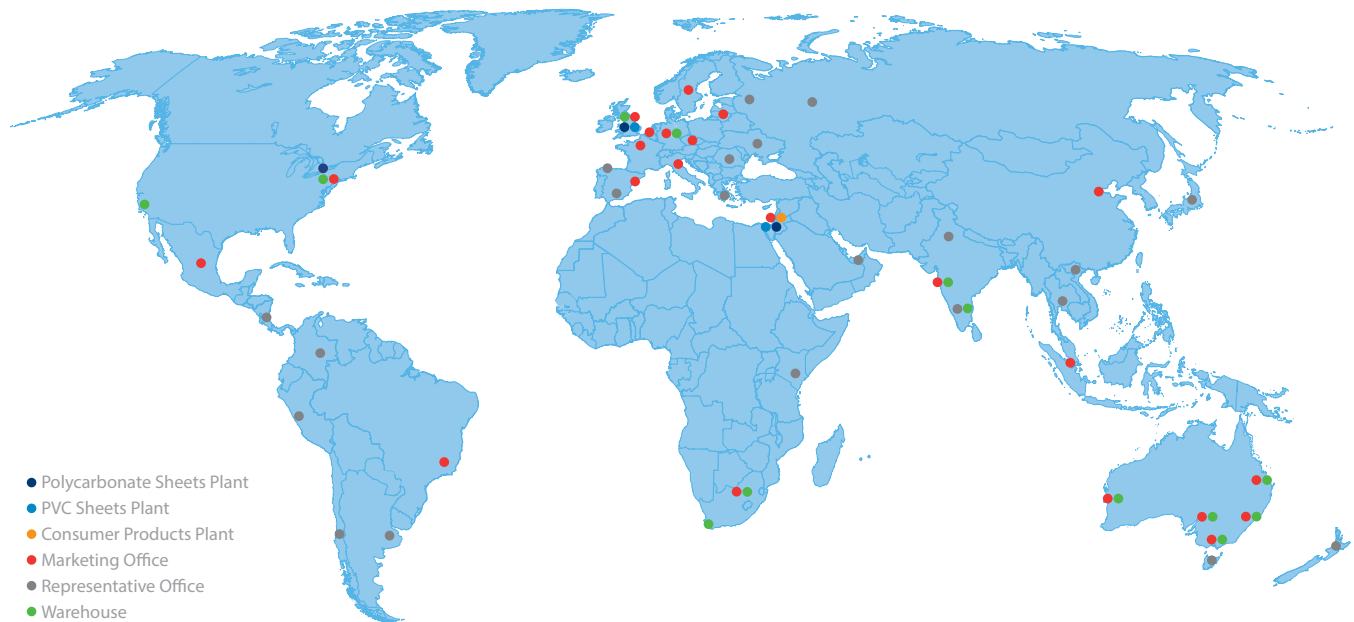 Polycarbonate Sheets Plant
PVC Sheets Plant
Consumer Products Plant
Marketing Office
Representative Office
Warehouse